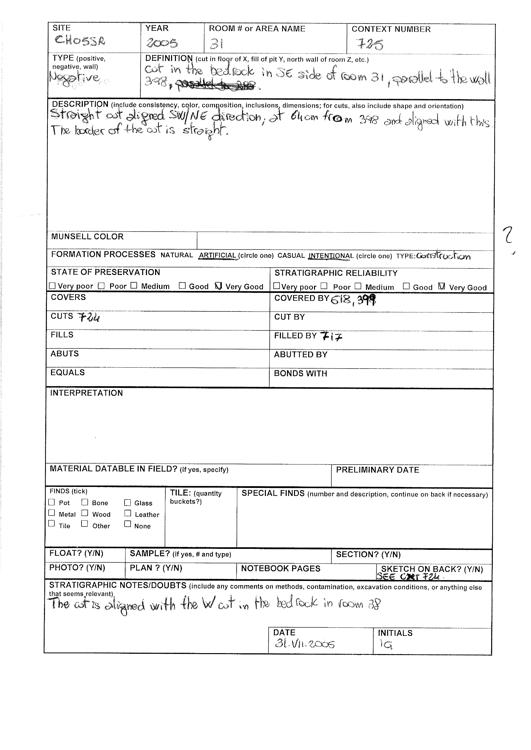 SITE YEAR ROOM # or AREA NAME CONTEXT NUMBER
CHO5SR 2005 31 725
TYPE (positive, negative, wall) DEFINITION (cut in floor of X, fill of pit Y, north wall of room Z, etc.)
Negative cut in the bedrock in SE side of room 31, parallel to the wall
398,
DESCRIPTION (include consistency, color, composition, inclusions, dimensions; for cuts, also include shape and orientation)
Straight cut aligned SW/NE direction, at 64cm from 398 and aligned with this
The border of the cut is straight.
MUNSELL COLOR
?
FORMATION PROCESSES NATURAL ARTIFICIAL (circle one) CASUAL INTENTIONAL (circle one) TYPE: Construction
STATE OF PRESERVATION STRATIGRAPHIC RELIABILITY
Very poor Poor Medium Good Very Good Very poor Poor Medium Good Very Good
COVERS COVERED BY 618, 399
CUTS 724 CUT BY
FILLS FILLED BY 717
ABUTS ABUTTED BY
EQUALS BONDS WITH
INTERPRETATION
MATERIAL DATABLE IN FIELD? (if yes, specify) PRELIMINARY DATE
FINDS (tick) TILE: (quantity buckets?) SPECIAL FINDS (number and description, continue on back if necessary)
Pot Bone Glass
Metal Wood Leather
Tile Other None
FLOAT? (Y/N) SAMPLE? (if yes, # and type) SECTION? (Y/N)
PHOTO? (Y/N) PLAN ? (Y/N) NOTEBOOK PAGES SKETCH ON BACK? (Y/N)
SEE 724
STRATIGRAPHIC NOTES/DOUBTS (include any comments on methods, contamination, excavation conditions, or anything else
that seems relevant)
The cut is aligned with the W cut in the bedrock in room 38
DATE INITIALS
31.VII.2005 IG